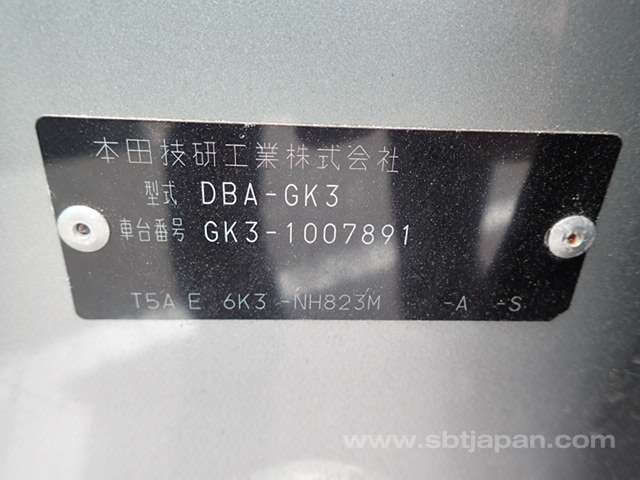 本田技研工業株式会社
型式 DBA-GK3
車台番号 GK3-1007891
T5A E 6K3 -NH823M -A -S
www.sbtjapan.com